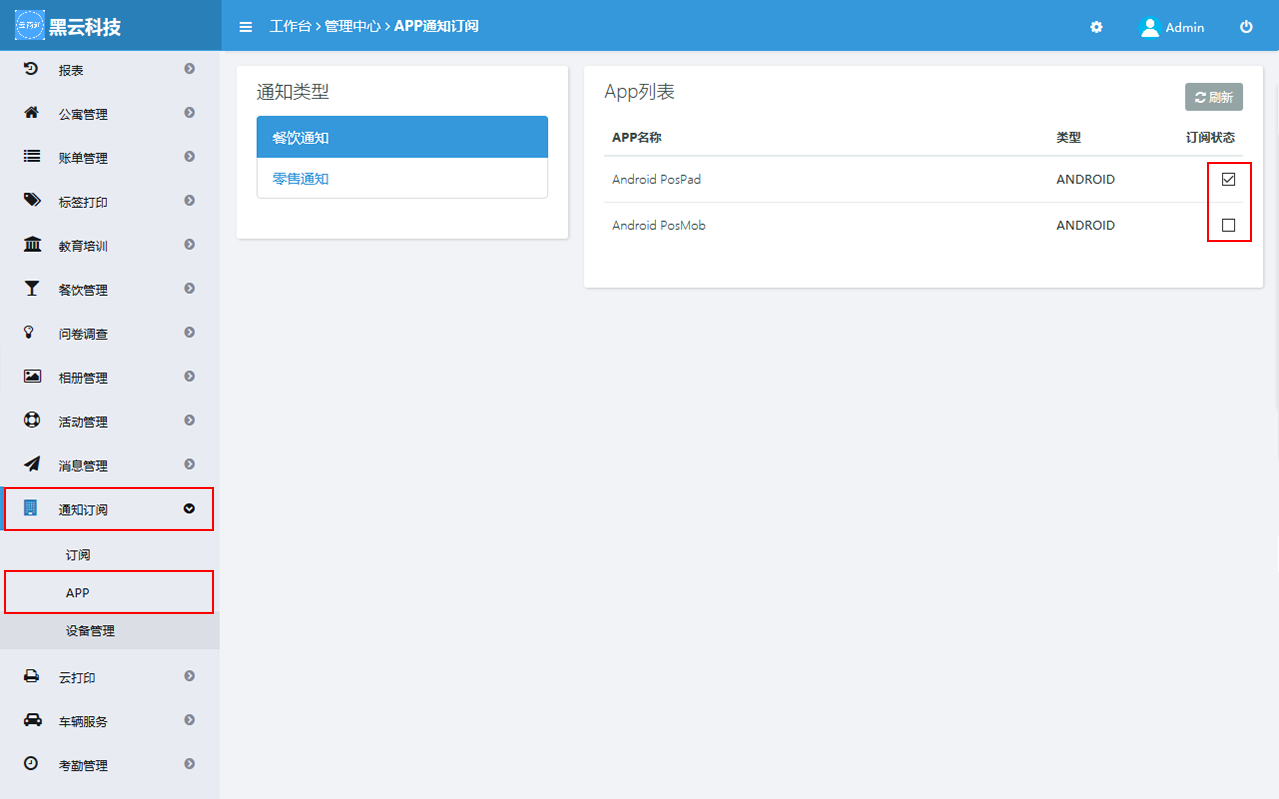 黑云科技
工作台 > 管理中心 > APP通知订阅
Admin
报表
公寓管理
账单管理
标签打印
教育培训
餐饮管理
问卷调查
相册管理
活动管理
消息管理
通知订阅
订阅
APP
设备管理
云打印
车辆服务
考勤管理
通知类型
餐饮通知
零售通知
App列表
刷新
APP名称 类型 订阅状态
Android PosPad ANDROID
Android PosMob ANDROID